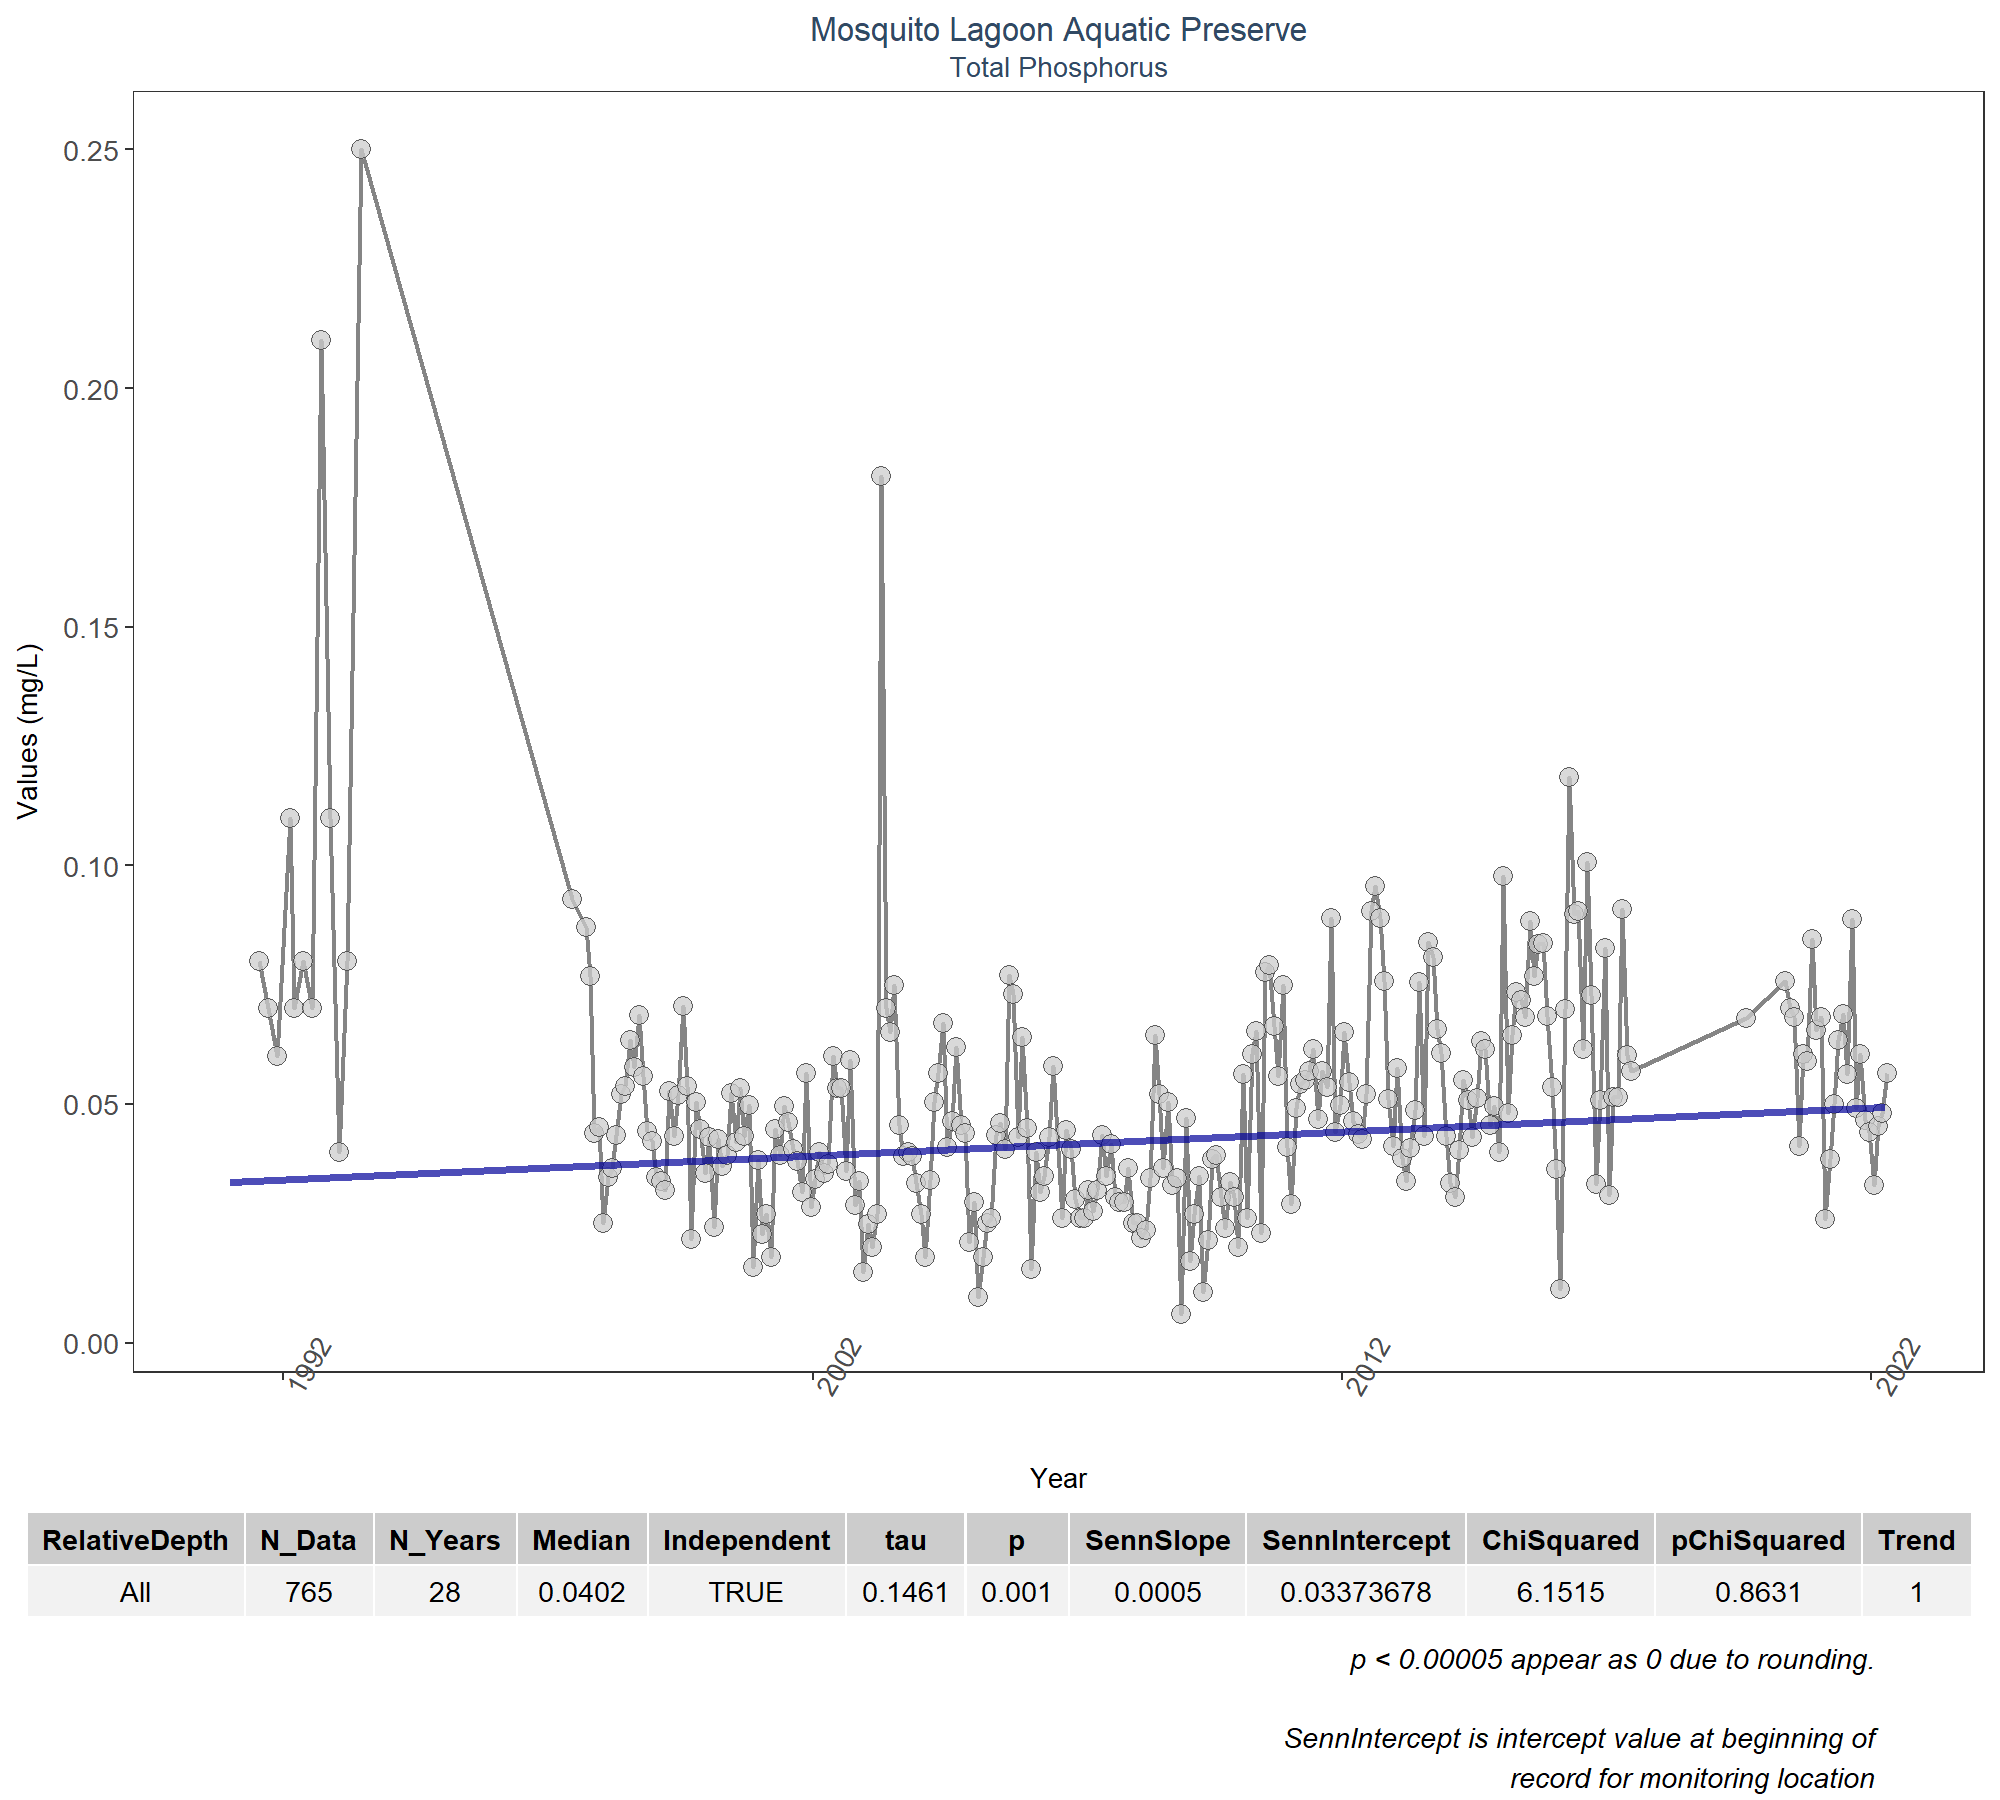 Mosquito Lagoon Aquatic Preserve
Total Phosphorus
Values (mg/L)
0.25
0.20
0.15
0.10
0.05
0.00
1992 2002 2012 2022
Year
RelativeDepth N_Data N_Years Median Independent tau p SennSlope SennIntercept ChiSquared pChiSquared Trend
All 765 28 0.0402 TRUE 0.1461 0.001 0.0005 0.03373678 6.1515 0.8631 1
p < 0.00005 appear as 0 due to rounding.
SennIntercept is intercept value at beginning of
record for monitoring location